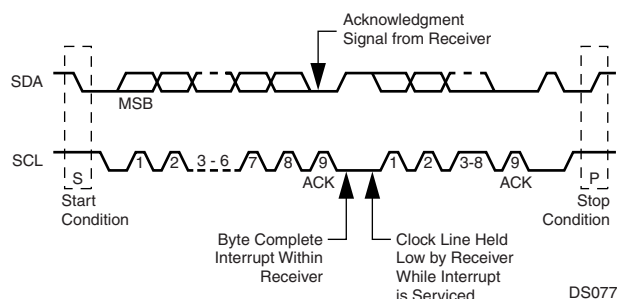 Acknowledgment
Signal from Receiver
SDA
MSB
SCL
S
1
2
3 - 6
7
8
9
1
2
3-8
9
P
ACK
ACK
Start
Condition
Stop
Condition
Byte Complete
Interrupt Within
Receiver
Clock Line Held
Low by Receiver
While Interrupt
is Serviced
DS077